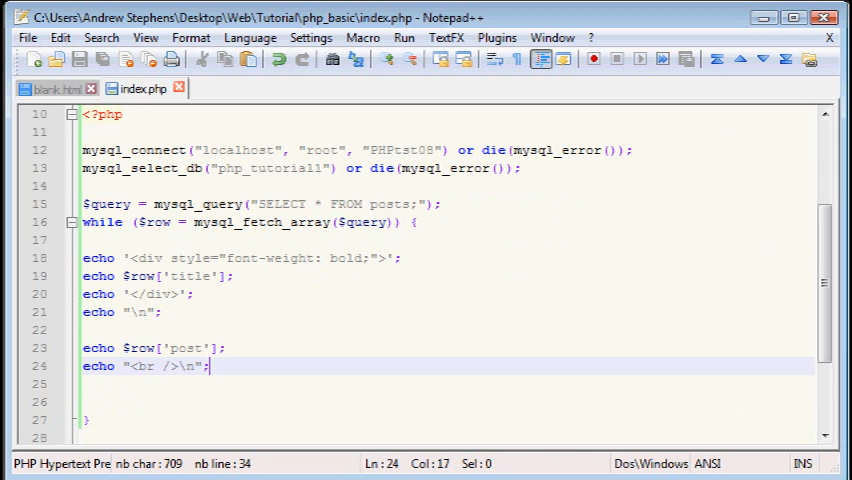 C:\Users\Andrew Stephens\Desktop\Web\Tutorial\php_basic\index.php - Notepad++
File Edit Search View Format Language Settings Macro Run TextFX Plugins Window ? X
blank.html index.php
10 <?php
11
12 mysql_connect("localhost", "root", "PHPtst08") or die(mysql_error());
13 mysql_select_db("php_tutorial1") or die(mysql_error());
14
15 $query = mysql_query("SELECT * FROM posts;");
16 while ($row = mysql_fetch_array($query)) {
17
18 echo '<div style="font-weight: bold;">';
19 echo $row['title'];
20 echo '</div>';
21 echo "\n";
22
23 echo $row['post'];
24 echo "<br />\n";
25
26
27 }
28
PHP Hypertext Pre nb char: 709 nb line: 34 Ln: 24 Col: 17 Sel: 0 Dos\Windows ANSI INS